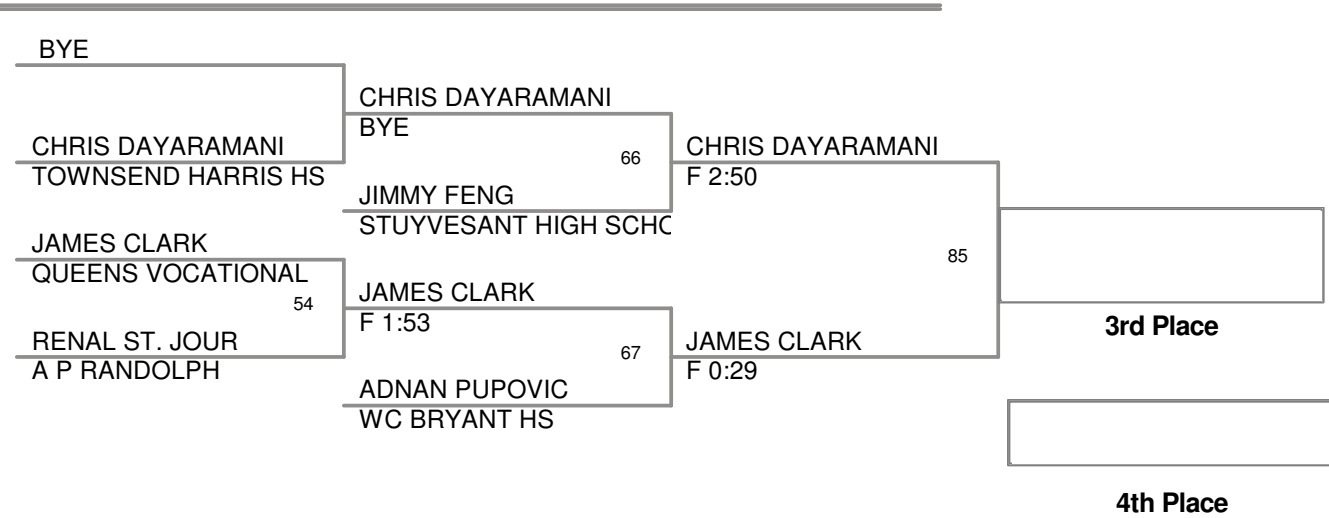 BYE
CHRIS DAYARAMANI
BYE
CHRIS DAYARAMANI
TOWNSEND HARRIS HS
66
CHRIS DAYARAMANI
F 2:50
JIMMY FENG
STUYVESANT HIGH SCHO
JAMES CLARK
QUEENS VOCATIONAL
54
85
JAMES CLARK
F 1:53
RENAL ST. JOUR
A P RANDOLPH
67
JAMES CLARK
F 0:29
3rd Place
ADNAN PUPOVIC
WC BRYANT HS
4th Place